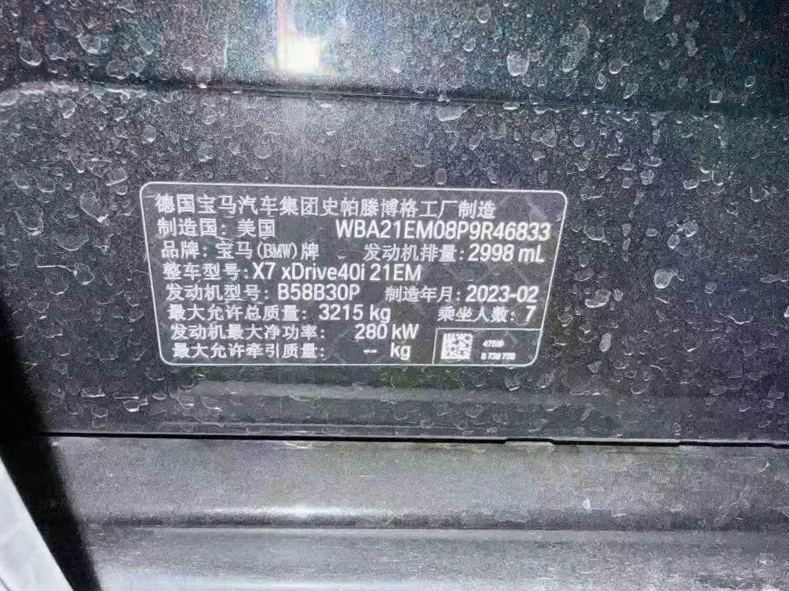 德国宝马汽车集团史帕滕博格工厂制造
制造国: 美国 WBA21EM08P9R46833
品牌: 宝马(BMW)牌 发动机排量: 2998 mL
整车型号: X7 xDrive40i 21EM
发动机型号: B58B30P 制造年月: 2023-02
最大允许总质量: 3215 kg 乘坐人数: 7
发动机最大净功率: 280 kW
最大允许牵引质量: -- kg